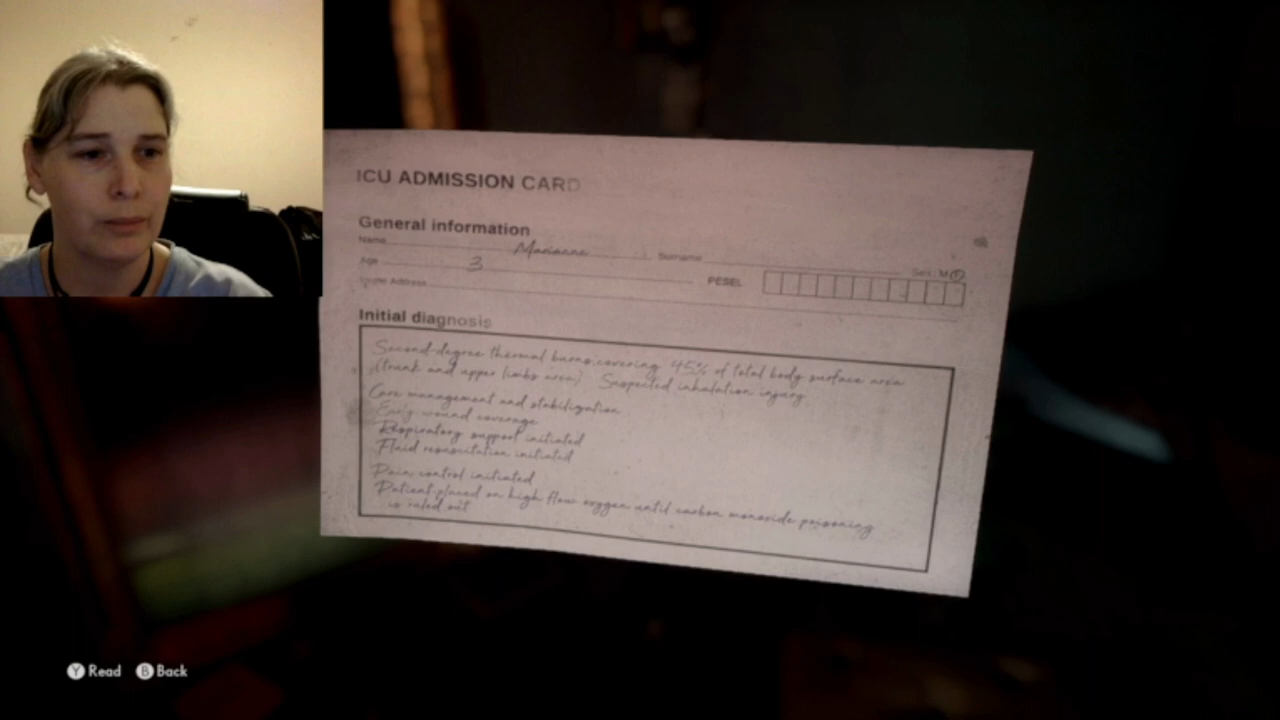 ICU ADMISSION CARD
General information
Name Marianne Surname
Sex: M F
Age 3 PESEL
Home Address
Initial diagnosis
Second-degree thermal burns covering 45% of total body surface area
(trunk and upper limbs area) Suspected inhalation injury
Care management and stabilization
Early wound coverage
Respiratory support initiated
Fluid resuscitation initiated
Pain control initiated
Patient placed on high flow oxygen until carbon monoxide poisoning
is ruled out
Y Read B Back